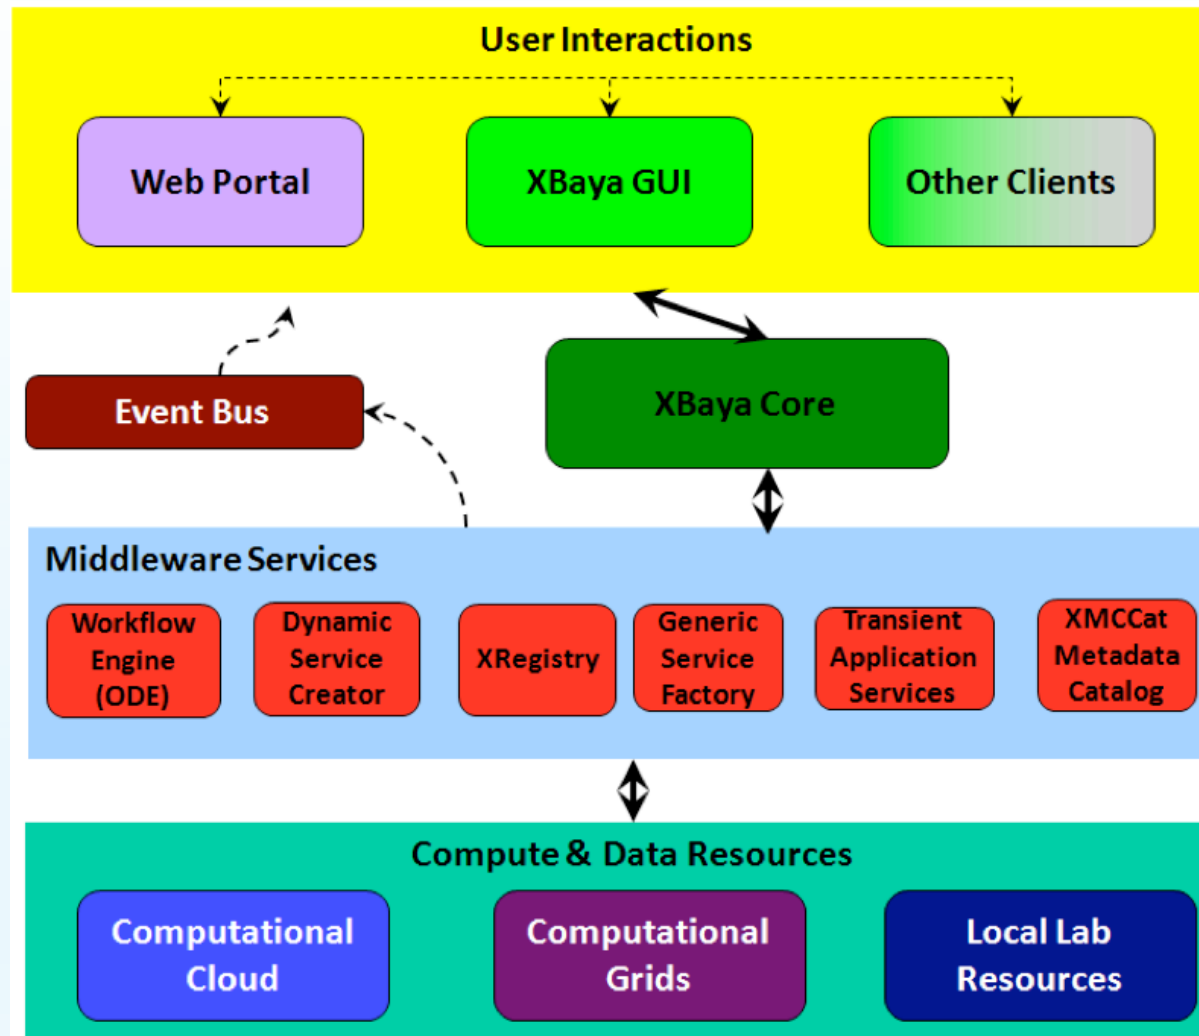 User Interactions
Web Portal
XBaya GUI
Other Clients
Event Bus
XBaya Core
Middleware Services
Workflow
Engine
(ODE)
Dynamic
Service
Creator
XRegistry
Generic
Service
Factory
Transient
Application
Services
XMCCat
Metadata
Catalog
Compute & Data Resources
Computational
Cloud
Computational
Grids
Local Lab
Resources